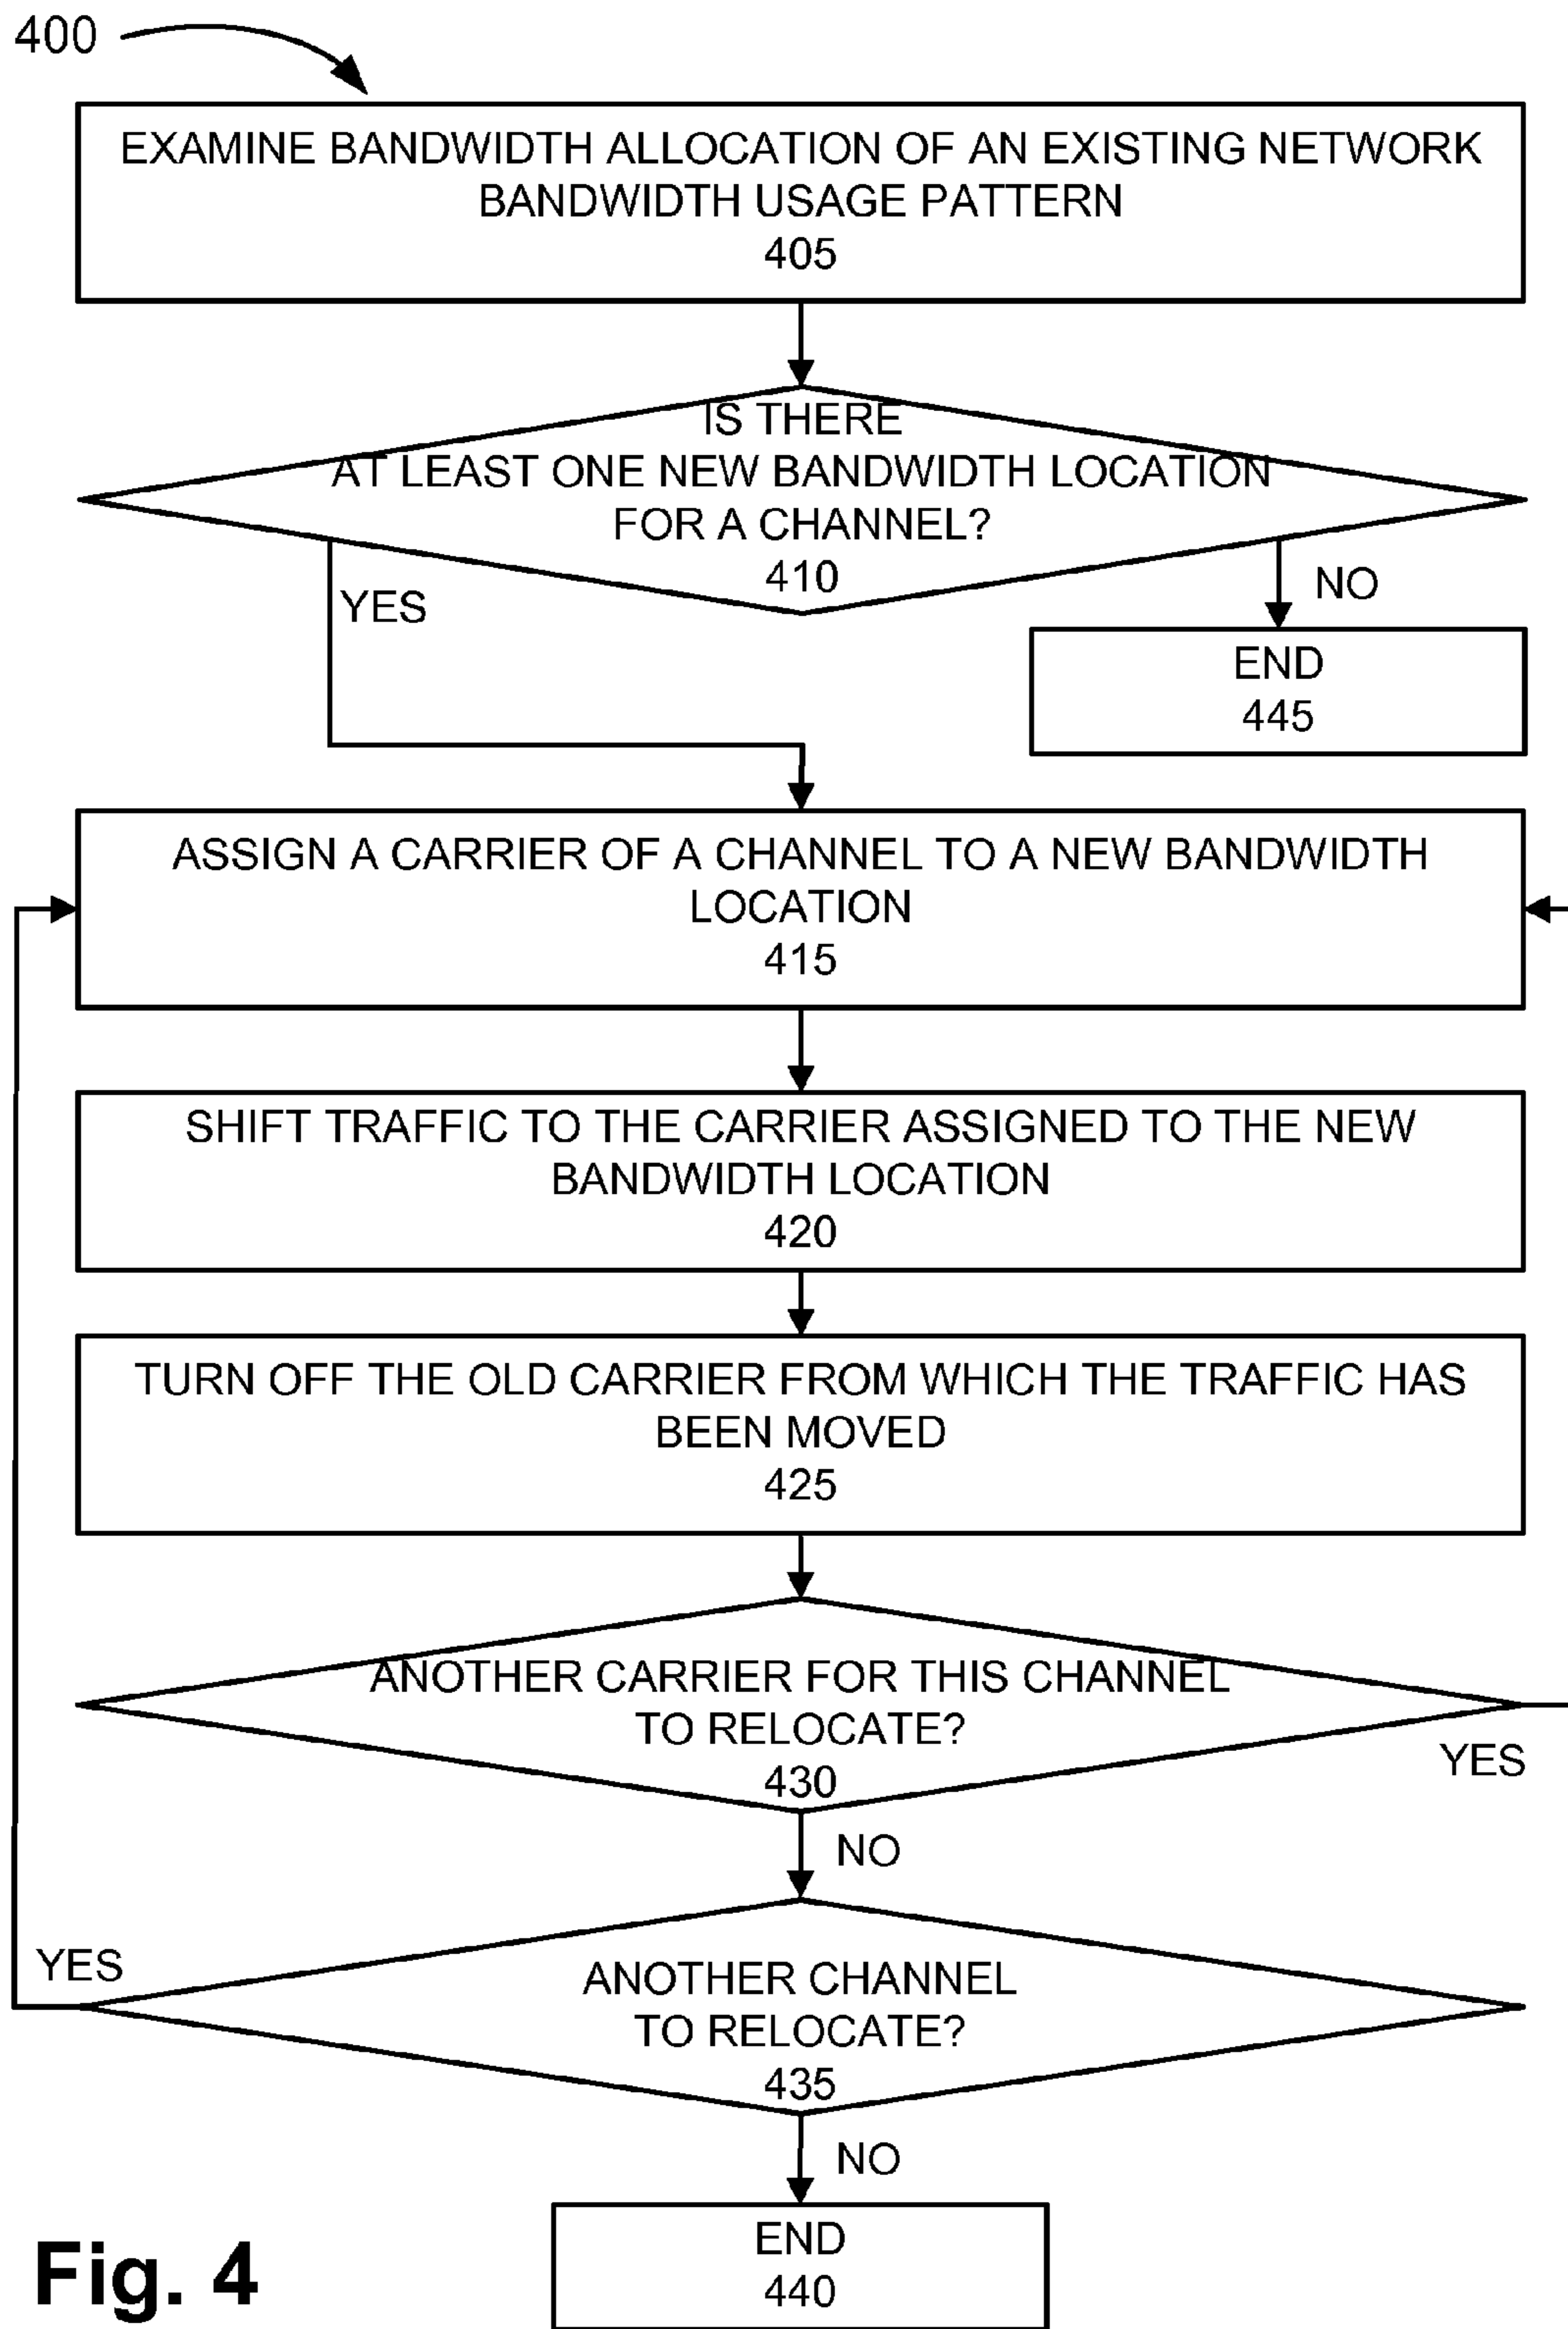 400
EXAMINE BANDWIDTH ALLOCATION OF AN EXISTING NETWORK
BANDWIDTH USAGE PATTERN
405
IS THERE
AT LEAST ONE NEW BANDWIDTH LOCATION
FOR A CHANNEL?
410
YES
NO
END
445
ASSIGN A CARRIER OF A CHANNEL TO A NEW BANDWIDTH
LOCATION
415
SHIFT TRAFFIC TO THE CARRIER ASSIGNED TO THE NEW
BANDWIDTH LOCATION
420
TURN OFF THE OLD CARRIER FROM WHICH THE TRAFFIC HAS
BEEN MOVED
425
ANOTHER CARRIER FOR THIS CHANNEL
TO RELOCATE?
430
YES
NO
YES
ANOTHER CHANNEL
TO RELOCATE?
435
NO
END
440
Fig. 4